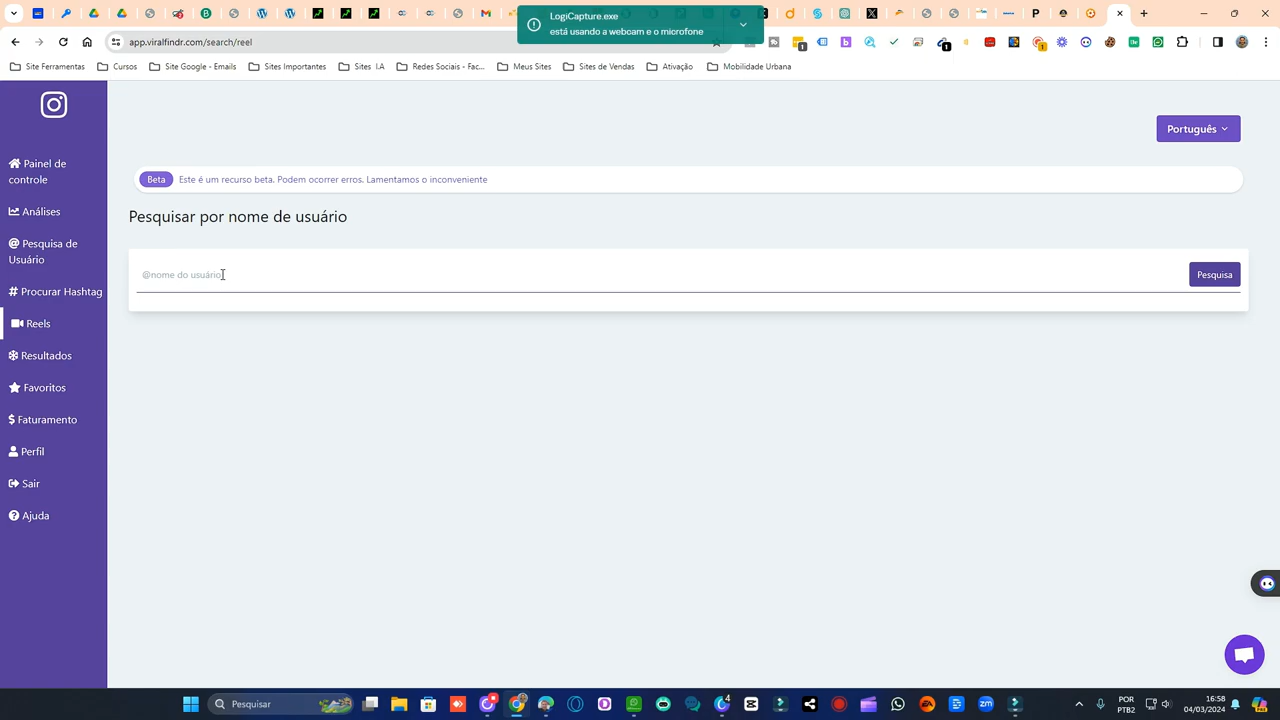 LogiCapture.exe
está usando a webcam e o microfone
app.viralfindr.com/search/reel
Site Ferramentas
Cursos
Site Google - Emails
Sites Importantes
Sites I.A
Redes Sociais - Fac...
Meus Sites
Sites de Vendas
Ativação
Mobilidade Urbana
Português
Painel de
controle
Análises
@ Pesquisa de
Usuário
# Procurar Hashtag
Reels
Resultados
Favoritos
$ Faturamento
Perfil
Sair
Ajuda
Beta
Este é um recurso beta. Podem ocorrer erros. Lamentamos o inconveniente
Pesquisar por nome de usuário
@nome do usuário
Pesquisa
Pesquisar
4
POR
PTB2
16:58
04/03/2024